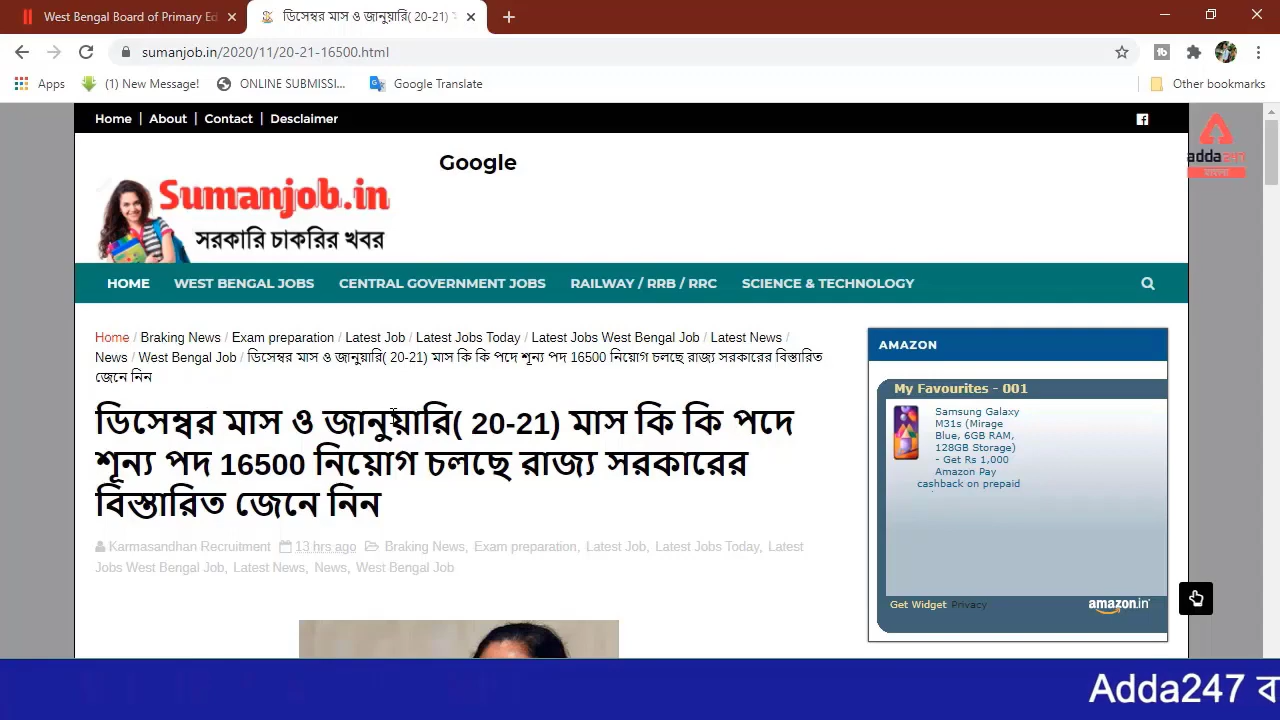 West Bengal Board of Primary Ed
ডিসেম্বর মাস ও জানুয়ারি( 20-21)
sumanjob.in/2020/11/20-21-16500.html
Apps
(1) New Message!
ONLINE SUBMISSI...
Google Translate
Other bookmarks
Home | About | Contact | Desclaimer
adda247
বাংলা
Google
Sumanjob.in
সরকারি চাকরির খবর
HOME WEST BENGAL JOBS CENTRAL GOVERNMENT JOBS RAILWAY / RRB / RRC SCIENCE & TECHNOLOGY
Home / Braking News / Exam preparation / Latest Job / Latest Jobs Today / Latest Jobs West Bengal Job / Latest News /
News / West Bengal Job / ডিসেম্বর মাস ও জানুয়ারি( 20-21) মাস কি কি পদে শূন্য পদ 16500 নিয়োগ চলছে রাজ্য সরকারের বিস্তারিত
জেনে নিন
ডিসেম্বর মাস ও জানুয়ারি( 20-21) মাস কি কি পদে
শূন্য পদ 16500 নিয়োগ চলছে রাজ্য সরকারের
বিস্তারিত জেনে নিন
Karmasandhan Recruitment 13 hrs ago Braking News, Exam preparation, Latest Job, Latest Jobs Today, Latest
Jobs West Bengal Job, Latest News, News, West Bengal Job
AMAZON
My Favourites - 001
Samsung Galaxy
M31s (Mirage
Blue, 6GB RAM,
128GB Storage)
- Get Rs 1,000
Amazon Pay
cashback on prepaid
Get Widget Privacy
amazon.in
Adda247 ব